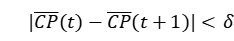 |C̅P̅(t) − C̅P̅(t + 1)| < δ